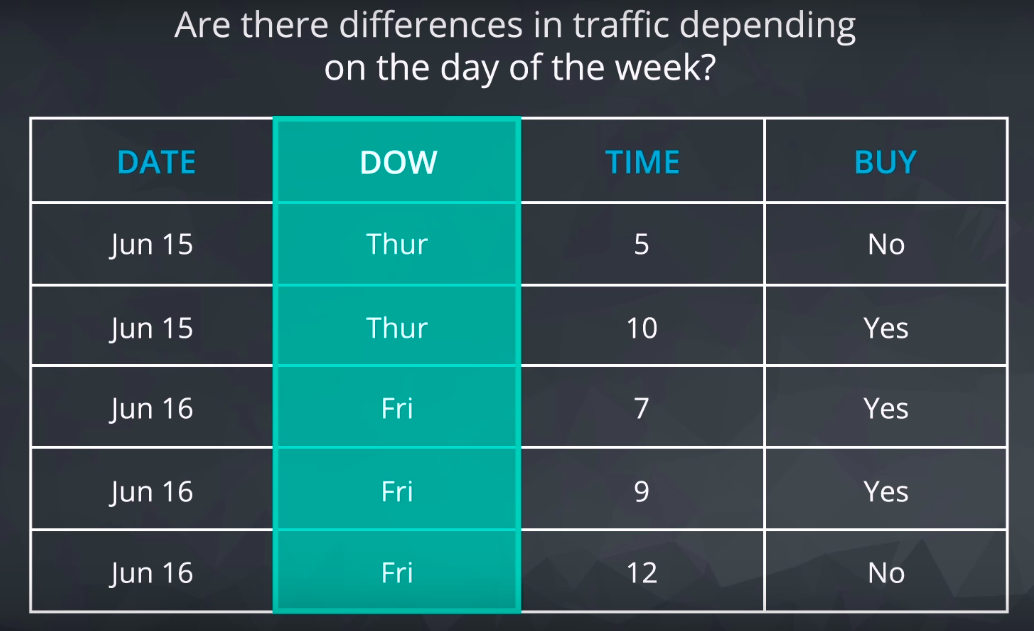 Are there differences in traffic depending
on the day of the week?
DATE DOW TIME BUY
Jun 15 Thur 5 No
Jun 15 Thur 10 Yes
Jun 16 Fri 7 Yes
Jun 16 Fri 9 Yes
Jun 16 Fri 12 No